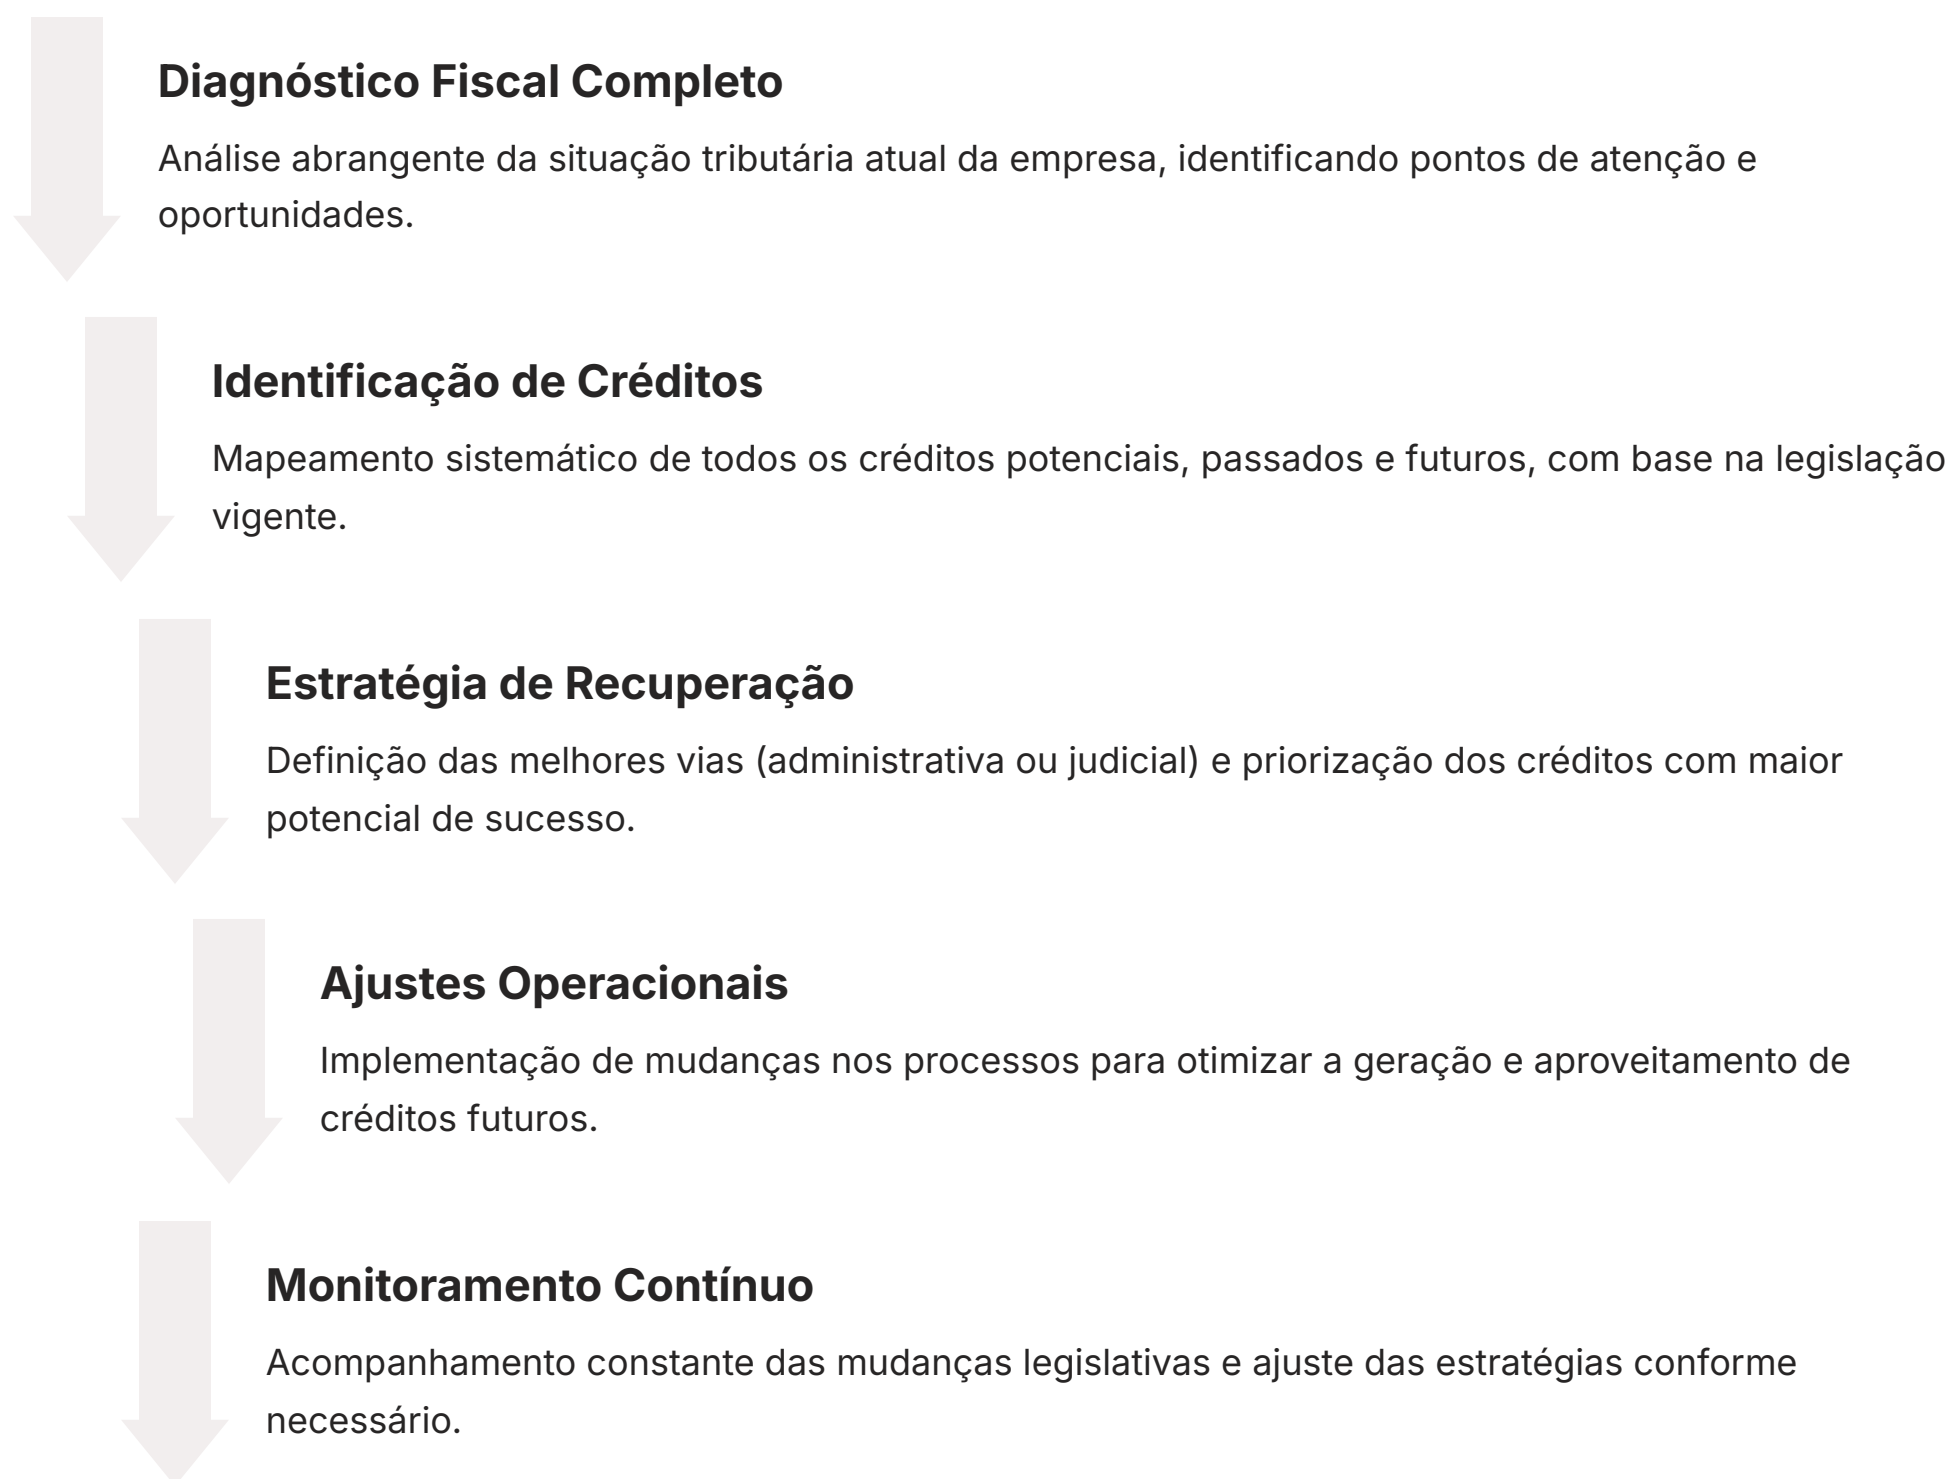 Diagnóstico Fiscal Completo
Análise abrangente da situação tributária atual da empresa, identificando pontos de atenção e
oportunidades.
Identificação de Créditos
Mapeamento sistemático de todos os créditos potenciais, passados e futuros, com base na legislação
vigente.
Estratégia de Recuperação
Definição das melhores vias (administrativa ou judicial) e priorização dos créditos com maior
potencial de sucesso.
Ajustes Operacionais
Implementação de mudanças nos processos para otimizar a geração e aproveitamento de
créditos futuros.
Monitoramento Contínuo
Acompanhamento constante das mudanças legislativas e ajuste das estratégias conforme
necessário.